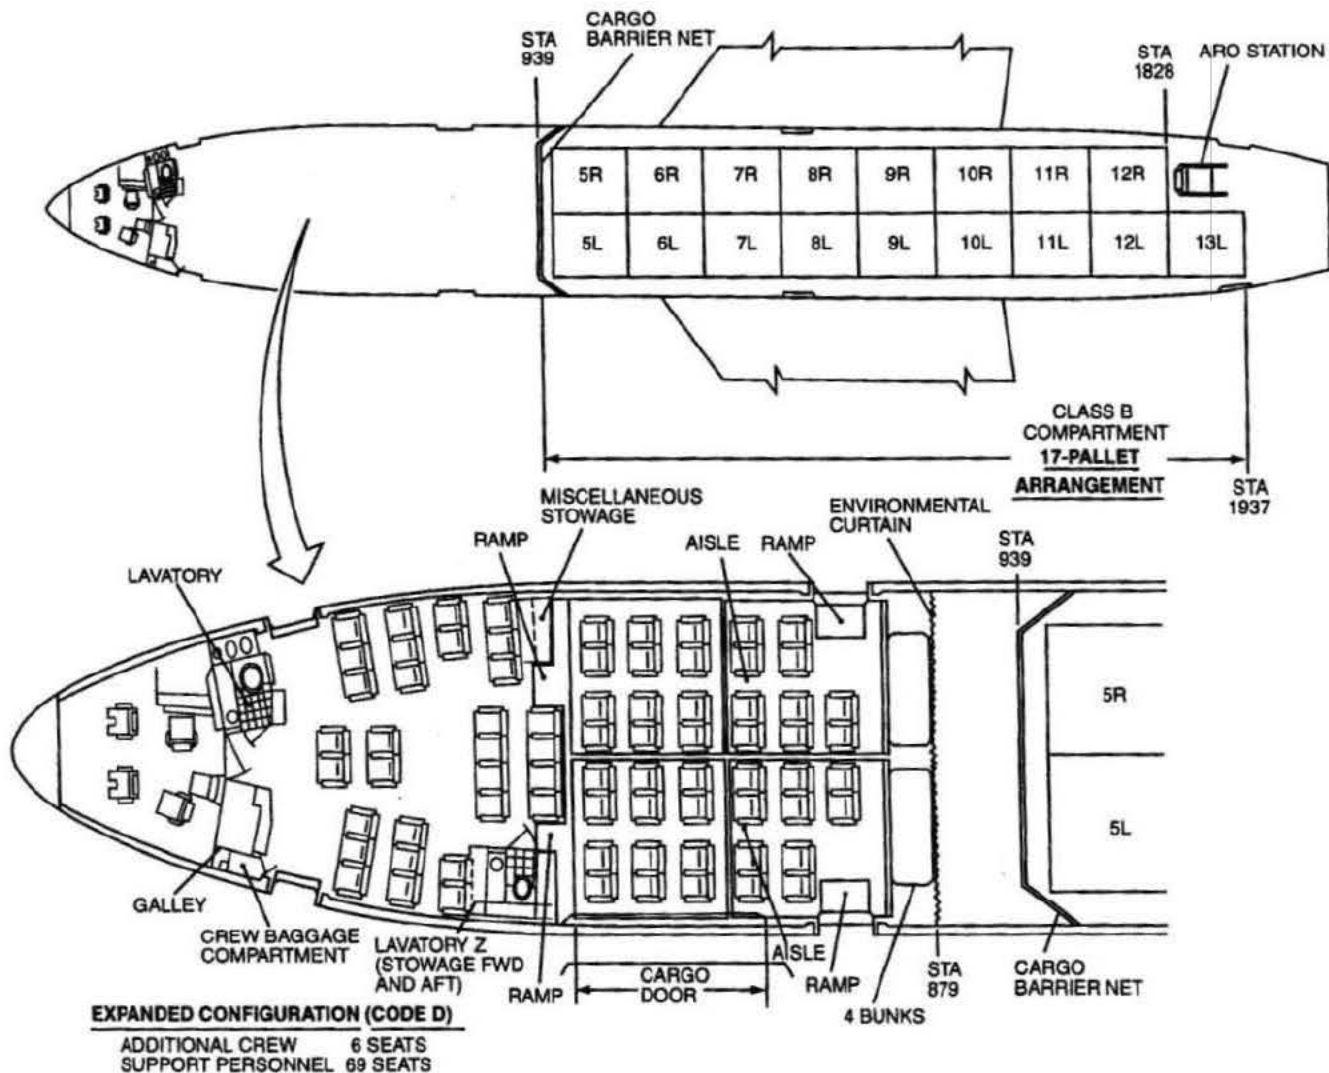 CARGO
BARRIER NET
STA
939
STA
1828
ARO STATION
5R 6R 7R 8R 9R 10R 11R 12R
5L 6L 7L 8L 9L 10L 11L 12L 13L
CLASS B
COMPARTMENT
17-PALLET
ARRANGEMENT
STA
1937
MISCELLANEOUS
STOWAGE
RAMP
LAVATORY
AISLE
RAMP
ENVIRONMENTAL
CURTAIN
STA
939
5R
5L
GALLEY
CREW BAGGAGE
COMPARTMENT
LAVATORY Z
(STOWAGE FWD
AND AFT)
RAMP
CARGO
DOOR
AISLE
RAMP
4 BUNKS
STA
879
CARGO
BARRIER NET
EXPANDED CONFIGURATION (CODE D)
ADDITIONAL CREW 6 SEATS
SUPPORT PERSONNEL 69 SEATS